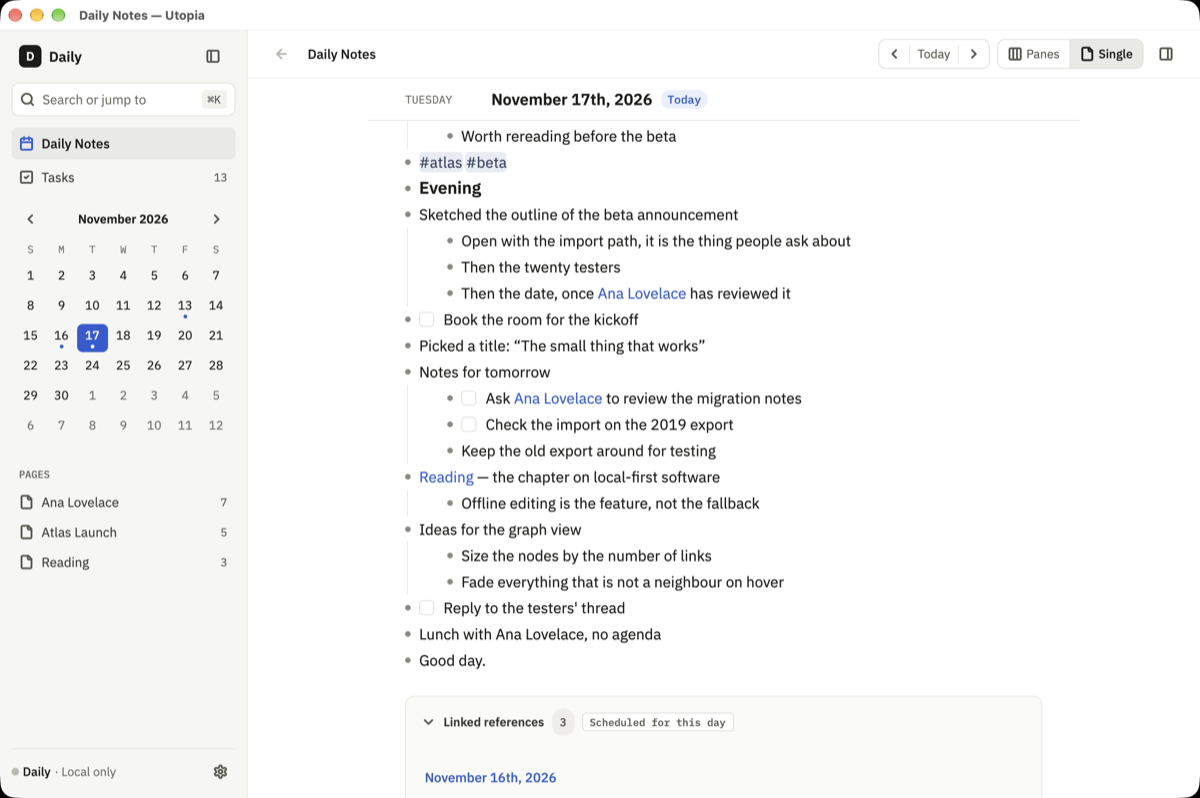 Daily Notes — Utopia
D Daily
Search or jump to ⌘K
Daily Notes
Tasks 13
November 2026
S M T W T F S
1 2 3 4 5 6 7
8 9 10 11 12 13 14
15 16 17 18 19 20 21
22 23 24 25 26 27 28
29 30 1 2 3 4 5
6 7 8 9 10 11 12
PAGES
Ana Lovelace 7
Atlas Launch 5
Reading 3
Daily · Local only
Daily Notes
Today
Panes
Single
TUESDAY November 17th, 2026 Today
Worth rereading before the beta
#atlas #beta
Evening
Sketched the outline of the beta announcement
Open with the import path, it is the thing people ask about
Then the twenty testers
Then the date, once Ana Lovelace has reviewed it
Book the room for the kickoff
Picked a title: “The small thing that works”
Notes for tomorrow
Ask Ana Lovelace to review the migration notes
Check the import on the 2019 export
Keep the old export around for testing
Reading — the chapter on local-first software
Offline editing is the feature, not the fallback
Ideas for the graph view
Size the nodes by the number of links
Fade everything that is not a neighbour on hover
Reply to the testers' thread
Lunch with Ana Lovelace, no agenda
Good day.
Linked references 3 Scheduled for this day
November 16th, 2026